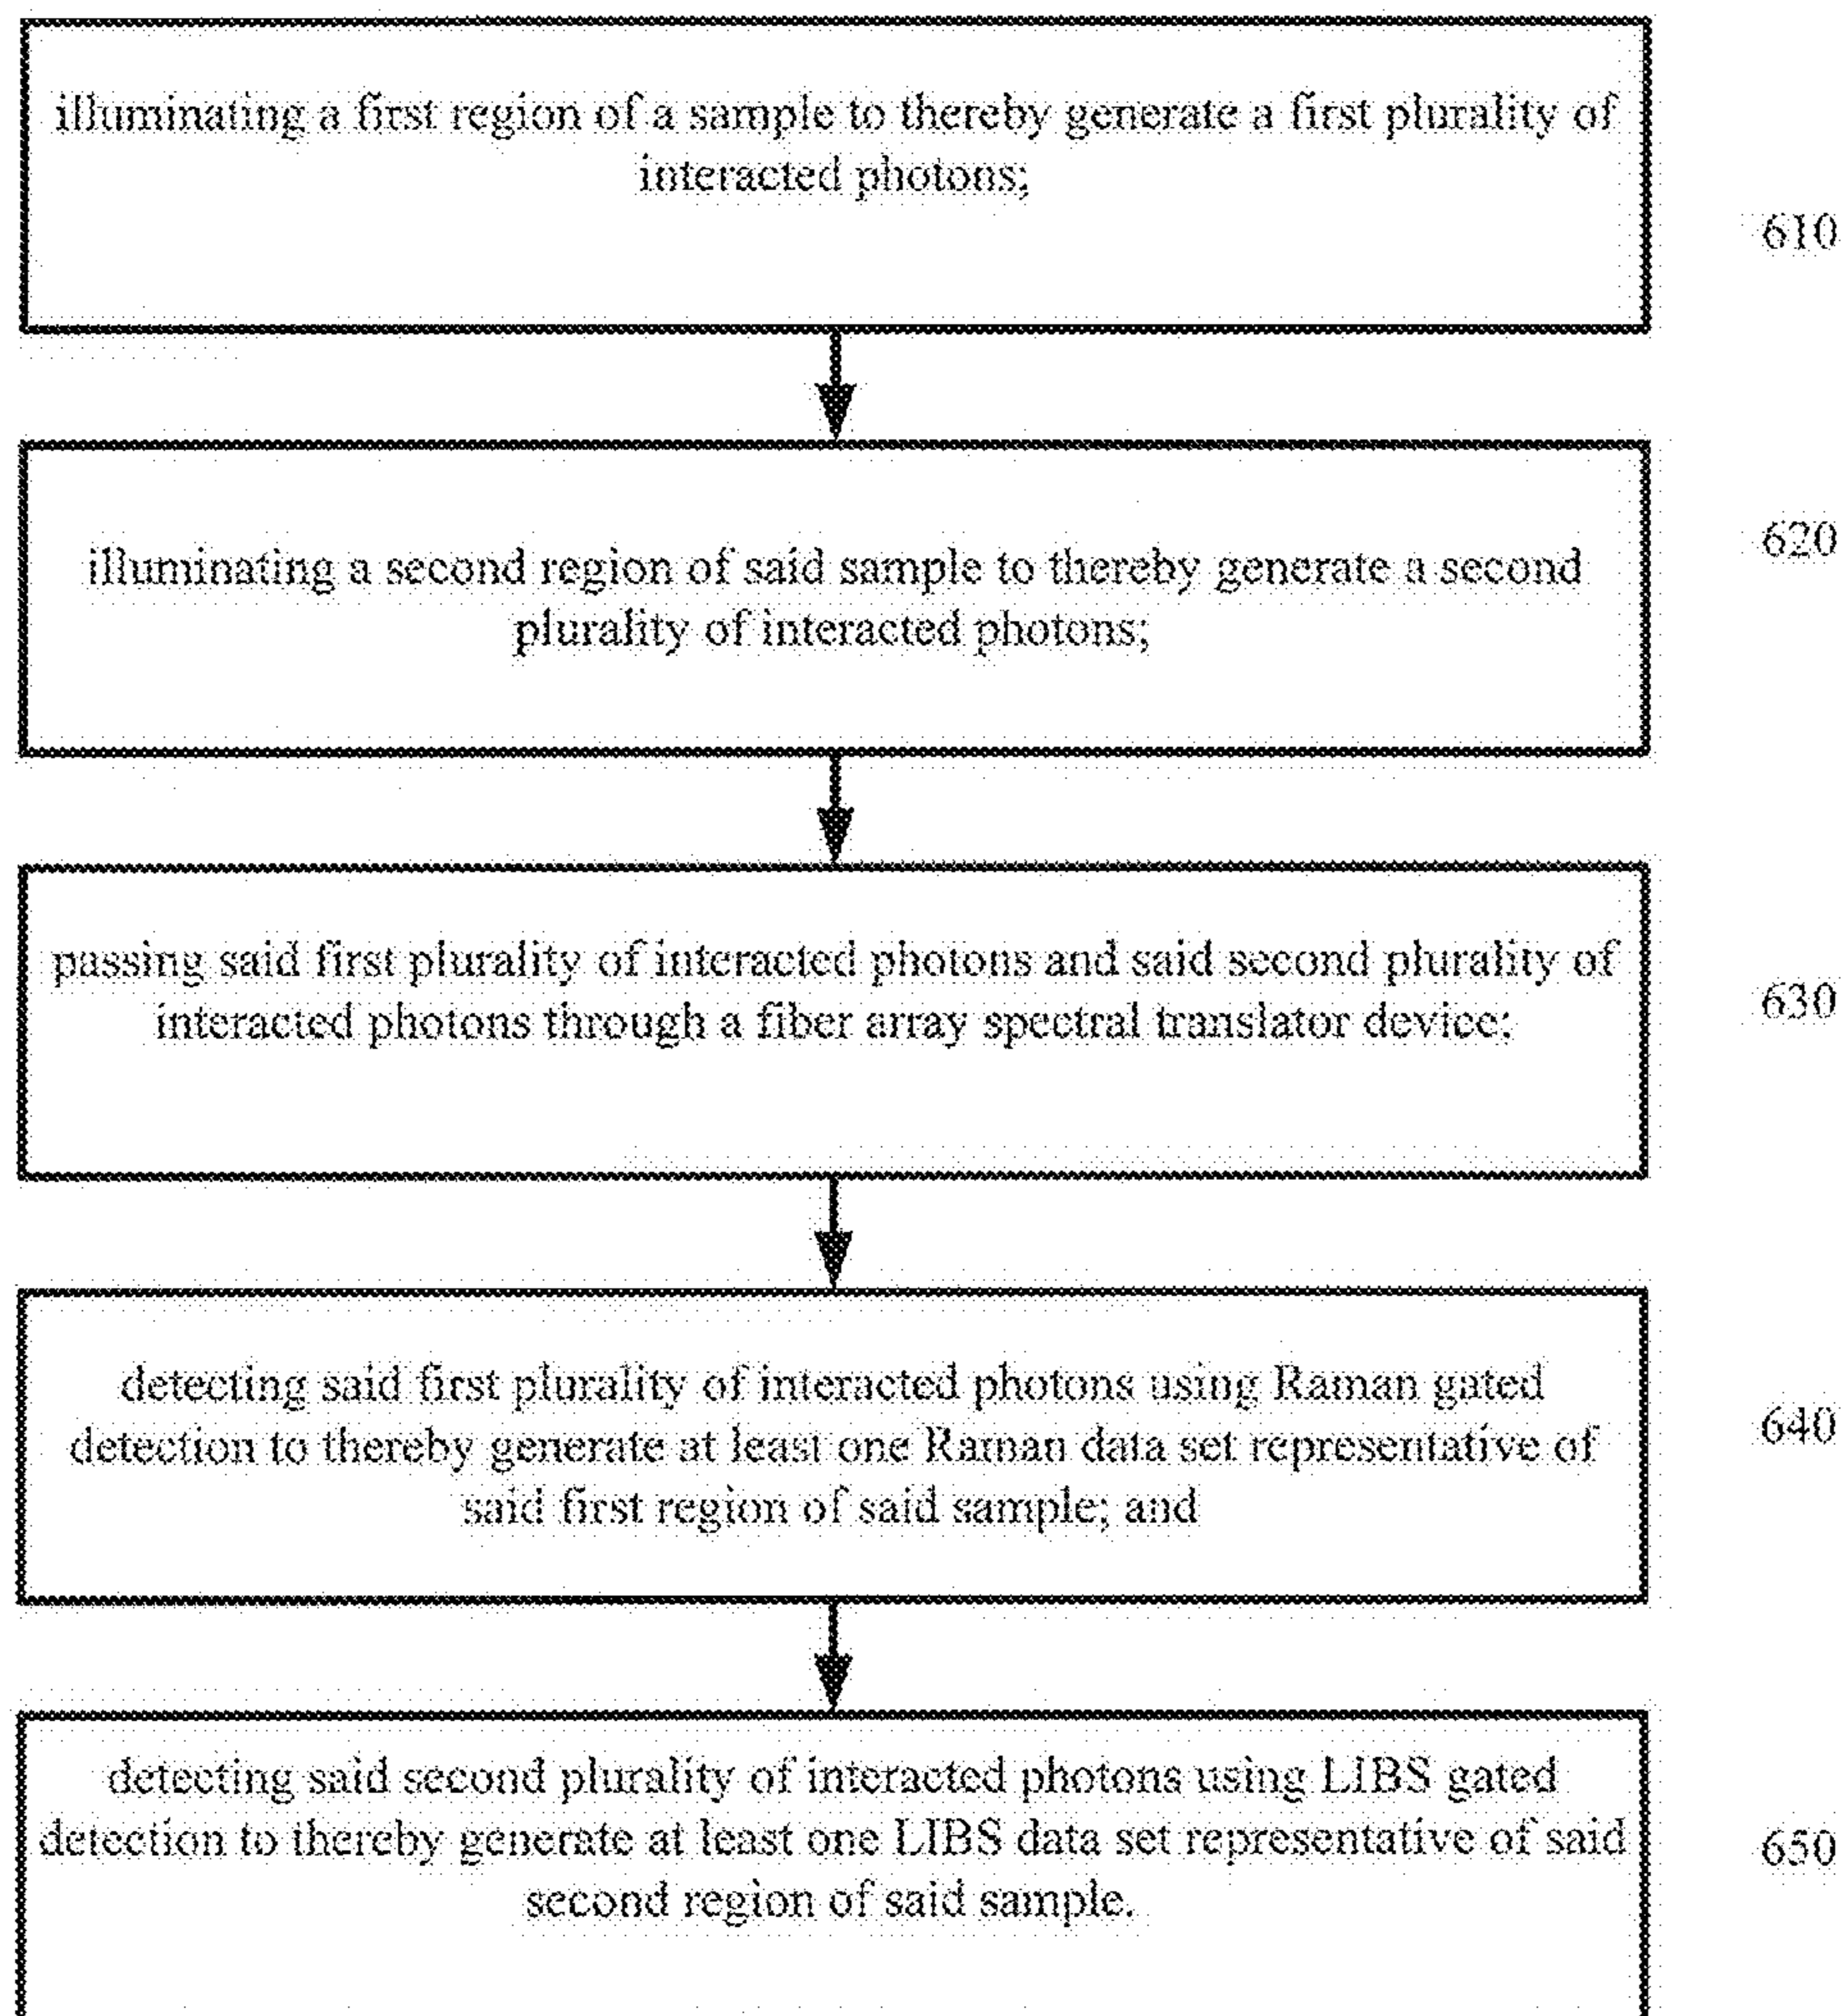 illuminating a first region of a sample to thereby generate a first plurality of
interacted photons;
610
illuminating a second region of said sample to thereby generate a second
plurality of interacted photons;
620
passing said first plurality of interacted photons and said second plurality of
interacted photons through a fiber array spectral translator device;
630
detecting said first plurality of interacted photons using Raman gated
detection to thereby generate at least one Raman data set representative of
said first region of said sample; and
640
detecting said second plurality of interacted photons using LIBS gated
detection to thereby generate at least one LIBS data set representative of said
second region of said sample.
650